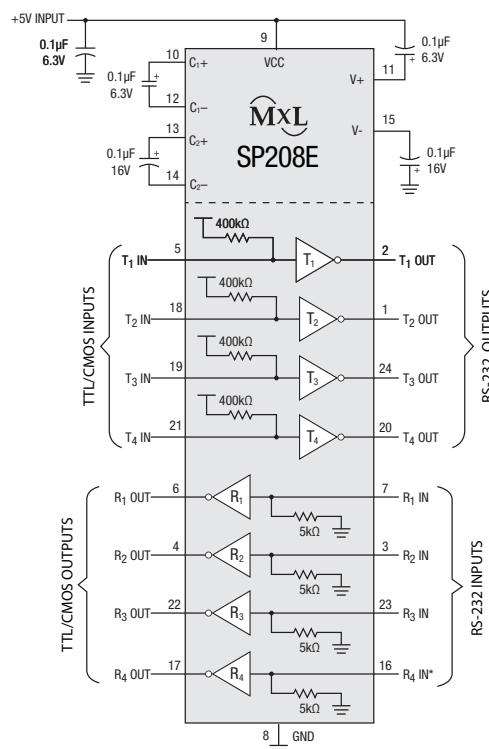 +5V INPUT
0.1µF
6.3V
9
VCC
0.1µF
6.3V
10
C1+
0.1µF
6.3V
12
C1–
V+
11
13
C2+
0.1µF
16V
14
C2–
V-
15
0.1µF
16V
MXL
SP208E
400kΩ
T1 IN
5
T1
2
T1 OUT
400kΩ
T2 IN
18
T2
1
T2 OUT
400kΩ
T3 IN
19
T3
24
T3 OUT
400kΩ
T4 IN
21
T4
20
T4 OUT
TTL/CMOS INPUTS
RS-232 OUTPUTS
R1 OUT
6
R1
7
R1 IN
5kΩ
R2 OUT
4
R2
3
R2 IN
5kΩ
R3 OUT
22
R3
23
R3 IN
5kΩ
R4 OUT
17
R4
16
R4 IN*
5kΩ
TTL/CMOS OUTPUTS
RS-232 INPUTS
8
GND